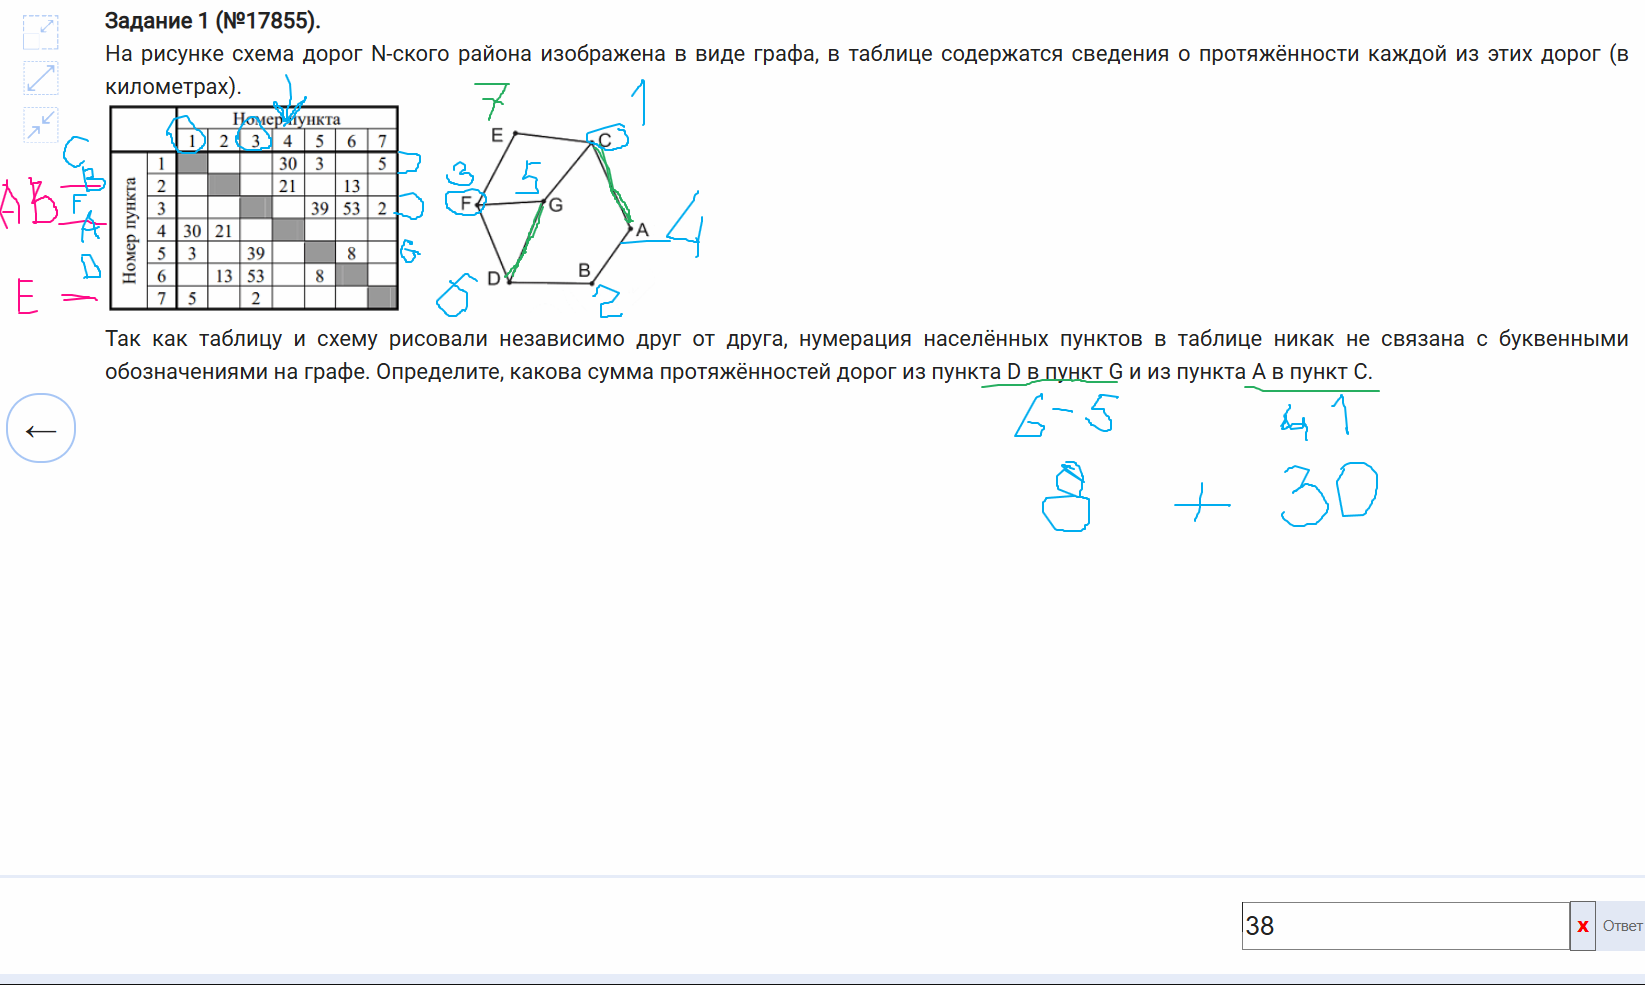 Задание 1 (№17855).
На рисунке схема дорог N-ского района изображена в виде графа, в таблице содержатся сведения о протяжённости каждой из этих дорог (в
километрах).
Номер пункта
1 2 3 4 5 6 7
Номер пункта
1 30 3 5
2 21 13
3 39 53 2
4 30 21
5 3 39 8
6 13 53 8
7 5 2
C
B
F
A
D
G
AB
E
7
1
E
C
3
5
F
G
A
4
D
B
6
2
Так как таблицу и схему рисовали независимо друг от друга, нумерация населённых пунктов в таблице никак не связана с буквенными
обозначениями на графе. Определите, какова сумма протяжённостей дорог из пункта D в пункт G и из пункта A в пункт C.
6-5 4 1
8 + 30
←
38
x Ответ